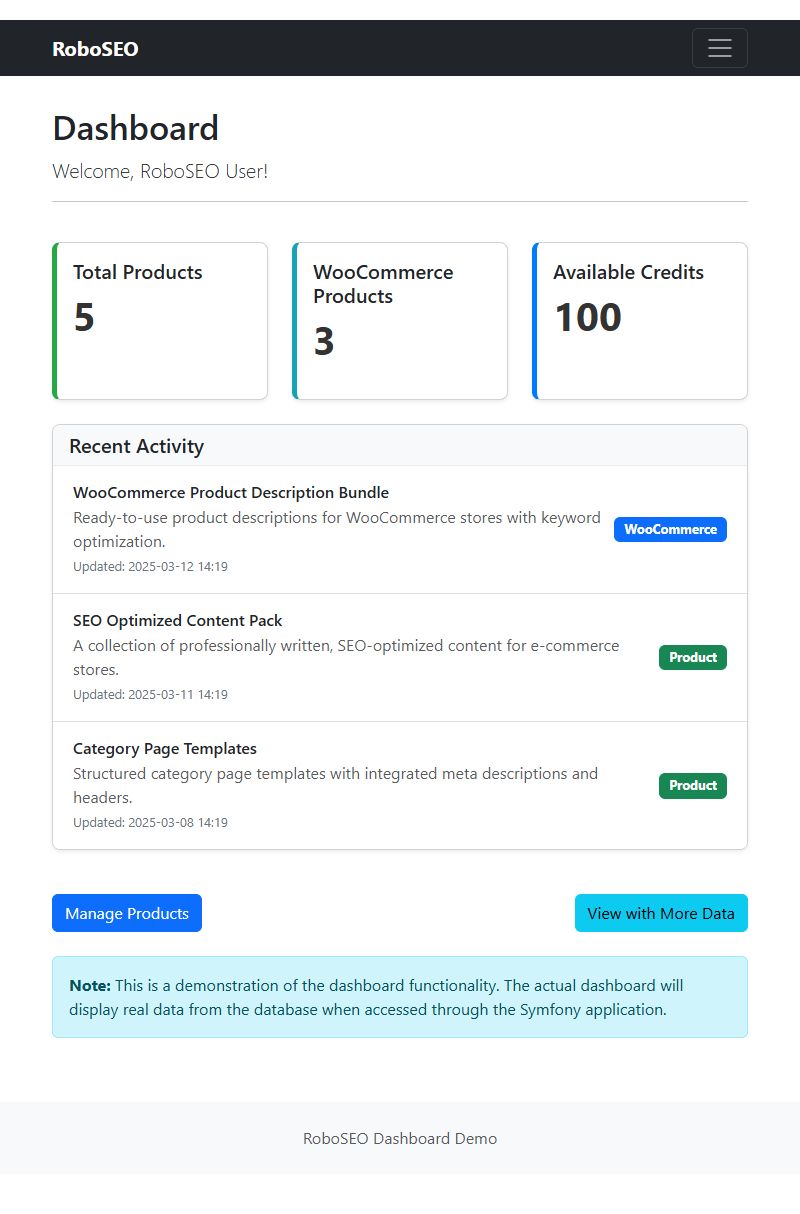 RoboSEO
Dashboard
Welcome, RoboSEO User!
Total Products
5
WooCommerce
Products
3
Available Credits
100
Recent Activity
WooCommerce Product Description Bundle
Ready-to-use product descriptions for WooCommerce stores with keyword
optimization.
Updated: 2025-03-12 14:19
WooCommerce
SEO Optimized Content Pack
A collection of professionally written, SEO-optimized content for e-commerce
stores.
Updated: 2025-03-11 14:19
Product
Category Page Templates
Structured category page templates with integrated meta descriptions and
headers.
Updated: 2025-03-08 14:19
Product
Manage Products
View with More Data
Note: This is a demonstration of the dashboard functionality. The actual dashboard will
display real data from the database when accessed through the Symfony application.
RoboSEO Dashboard Demo